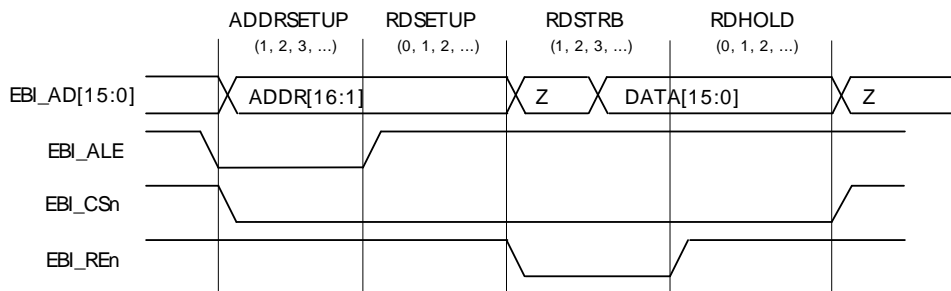 ADDRSETUP RDSETUP RDSTRB RDHOLD
(1, 2, 3, ...) (0, 1, 2, ...) (1, 2, 3, ...) (0, 1, 2, ...)
EBI_AD[15:0] ADDR[16:1] Z DATA[15:0] Z
EBI_ALE
EBI_CSn
EBI_REn